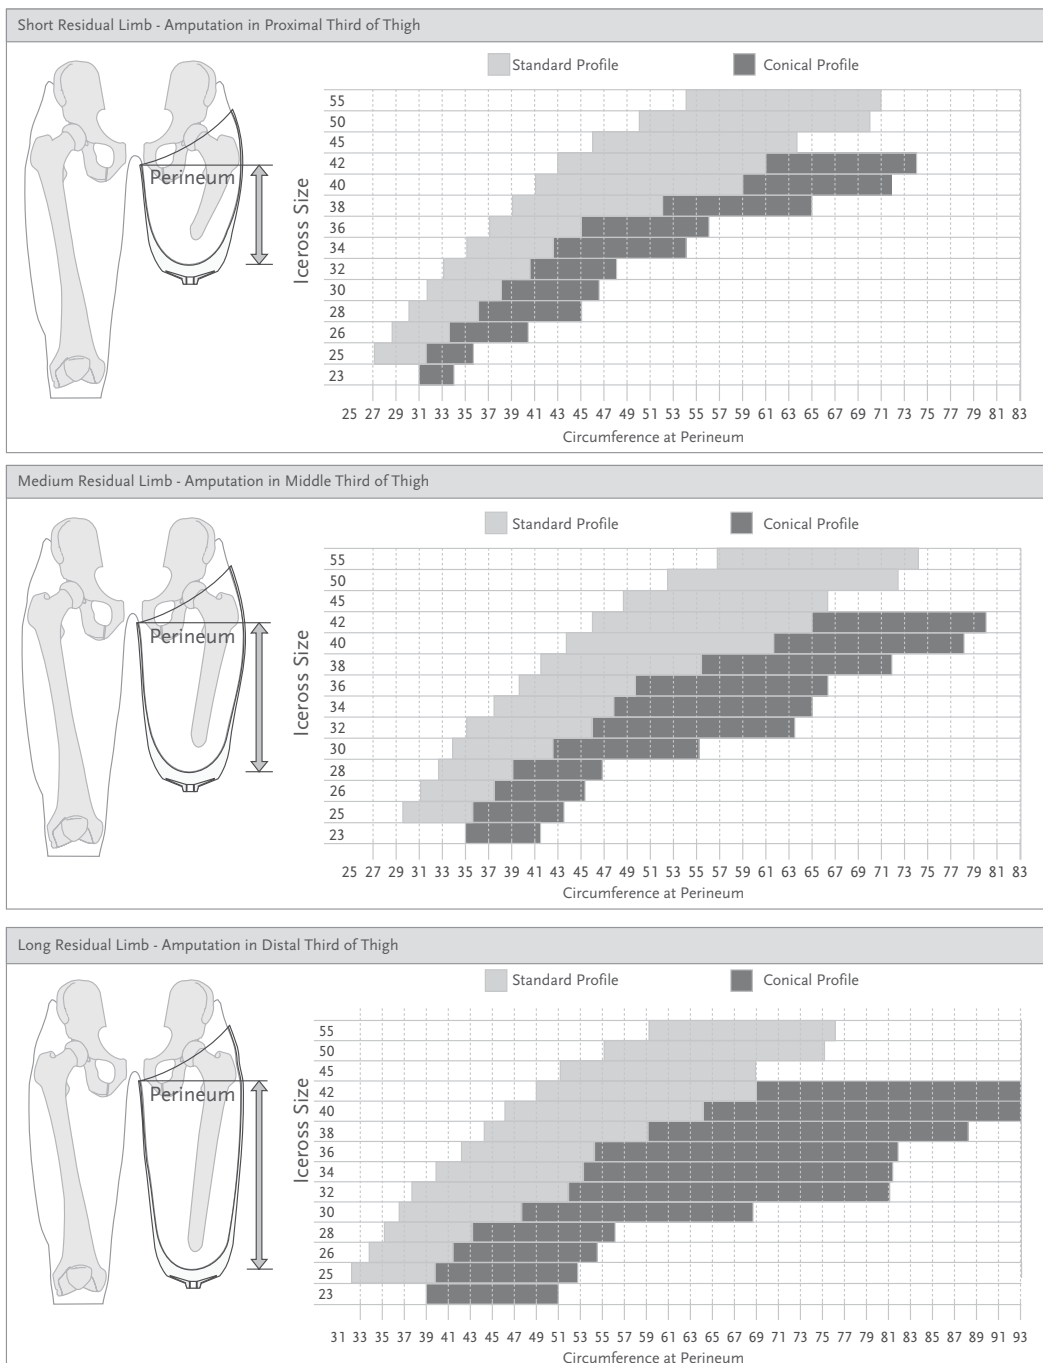 Short Residual Limb - Amputation in Proximal Third of Thigh
Standard Profile
Conical Profile
Perineum
Iceross Size
55
50
45
42
40
38
36
34
32
30
28
26
25
23
25 27 29 31 33 35 37 39 41 43 45 47 49 51 53 55 57 59 61 63 65 67 69 71 73 75 77 79 81 83
Circumference at Perineum
Medium Residual Limb - Amputation in Middle Third of Thigh
Standard Profile
Conical Profile
Perineum
Iceross Size
55
50
45
42
40
38
36
34
32
30
28
26
25
23
25 27 29 31 33 35 37 39 41 43 45 47 49 51 53 55 57 59 61 63 65 67 69 71 73 75 77 79 81 83
Circumference at Perineum
Long Residual Limb - Amputation in Distal Third of Thigh
Standard Profile
Conical Profile
Perineum
Iceross Size
55
50
45
42
40
38
36
34
32
30
28
26
25
23
31 33 35 37 39 41 43 45 47 49 51 53 55 57 59 61 63 65 67 69 71 73 75 77 79 81 83 85 87 89 91 93
Circumference at Perineum